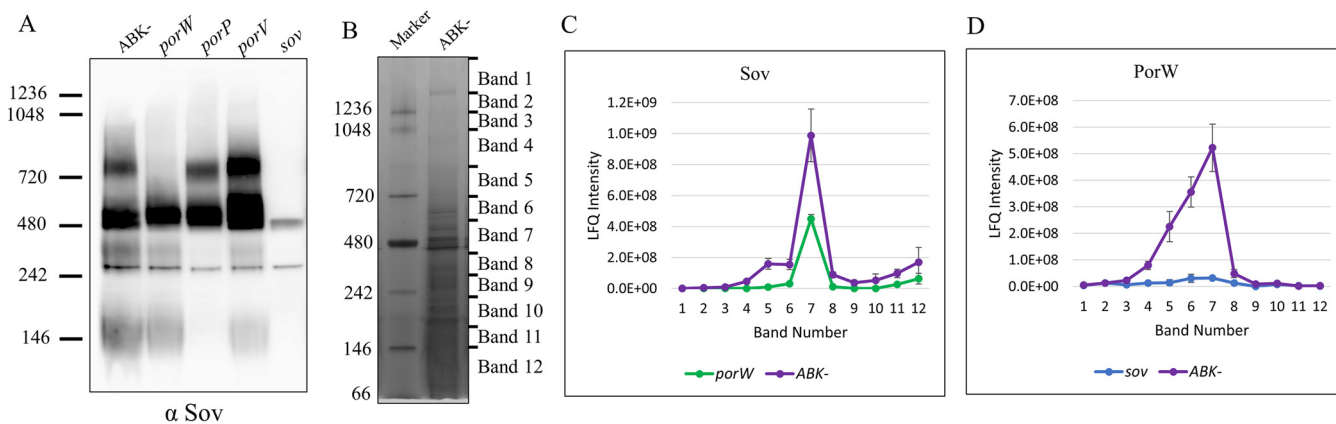 A
ABK- porW porP porV sov
1236
1048
720
480
242
146
α Sov
B
Marker ABK-
1236
1048
720
480
242
146
66
Band 1
Band 2
Band 3
Band 4
Band 5
Band 6
Band 7
Band 8
Band 9
Band 10
Band 11
Band 12
C
Sov
LFQ Intensity
1.2E+09
1.0E+09
8.0E+08
6.0E+08
4.0E+08
2.0E+08
0.0E+00
1 2 3 4 5 6 7 8 9 10 11 12
Band Number
porW ABK-
D
PorW
LFQ Intensity
7.0E+08
6.0E+08
5.0E+08
4.0E+08
3.0E+08
2.0E+08
1.0E+08
0.0E+00
1 2 3 4 5 6 7 8 9 10 11 12
Band Number
sov ABK-